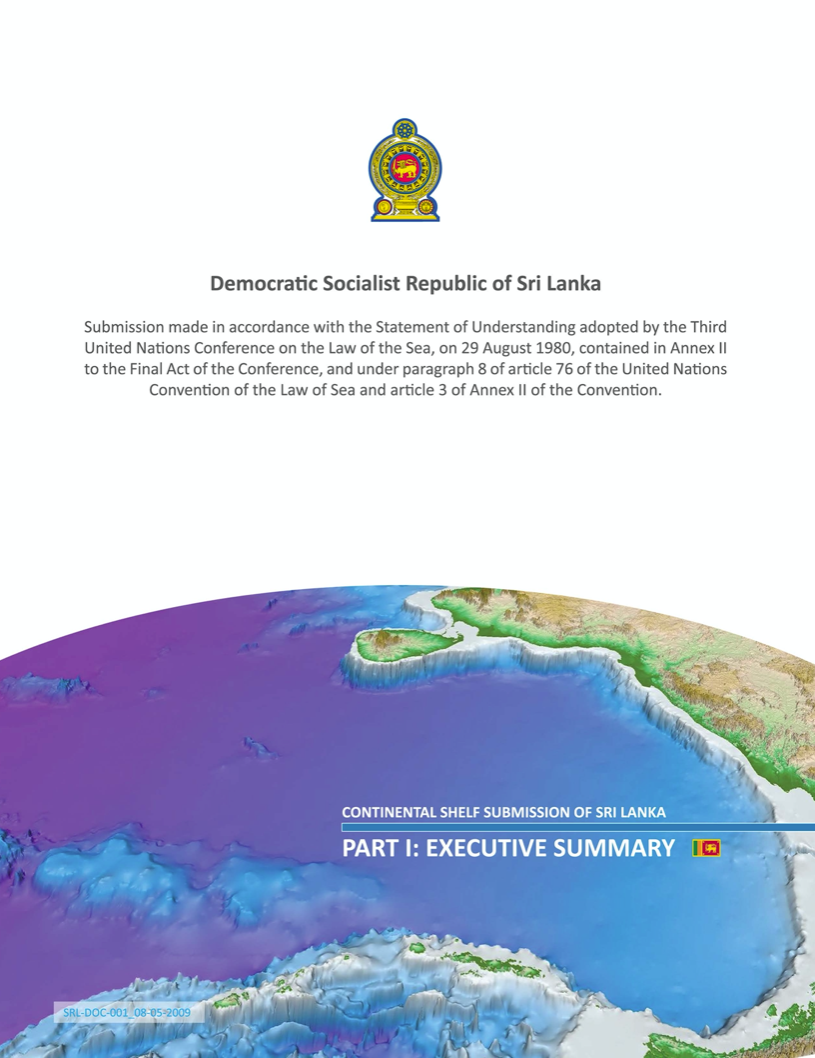 Democratic Socialist Republic of Sri Lanka
Submission made in accordance with the Statement of Understanding adopted by the Third
United Nations Conference on the Law of the Sea, on 29 August 1980, contained in Annex II
to the Final Act of the Conference, and under paragraph 8 of article 76 of the United Nations
Convention of the Law of Sea and article 3 of Annex II of the Convention.
CONTINENTAL SHELF SUBMISSION OF SRI LANKA
PART I: EXECUTIVE SUMMARY
SRL-DOC-001_08-05-2009